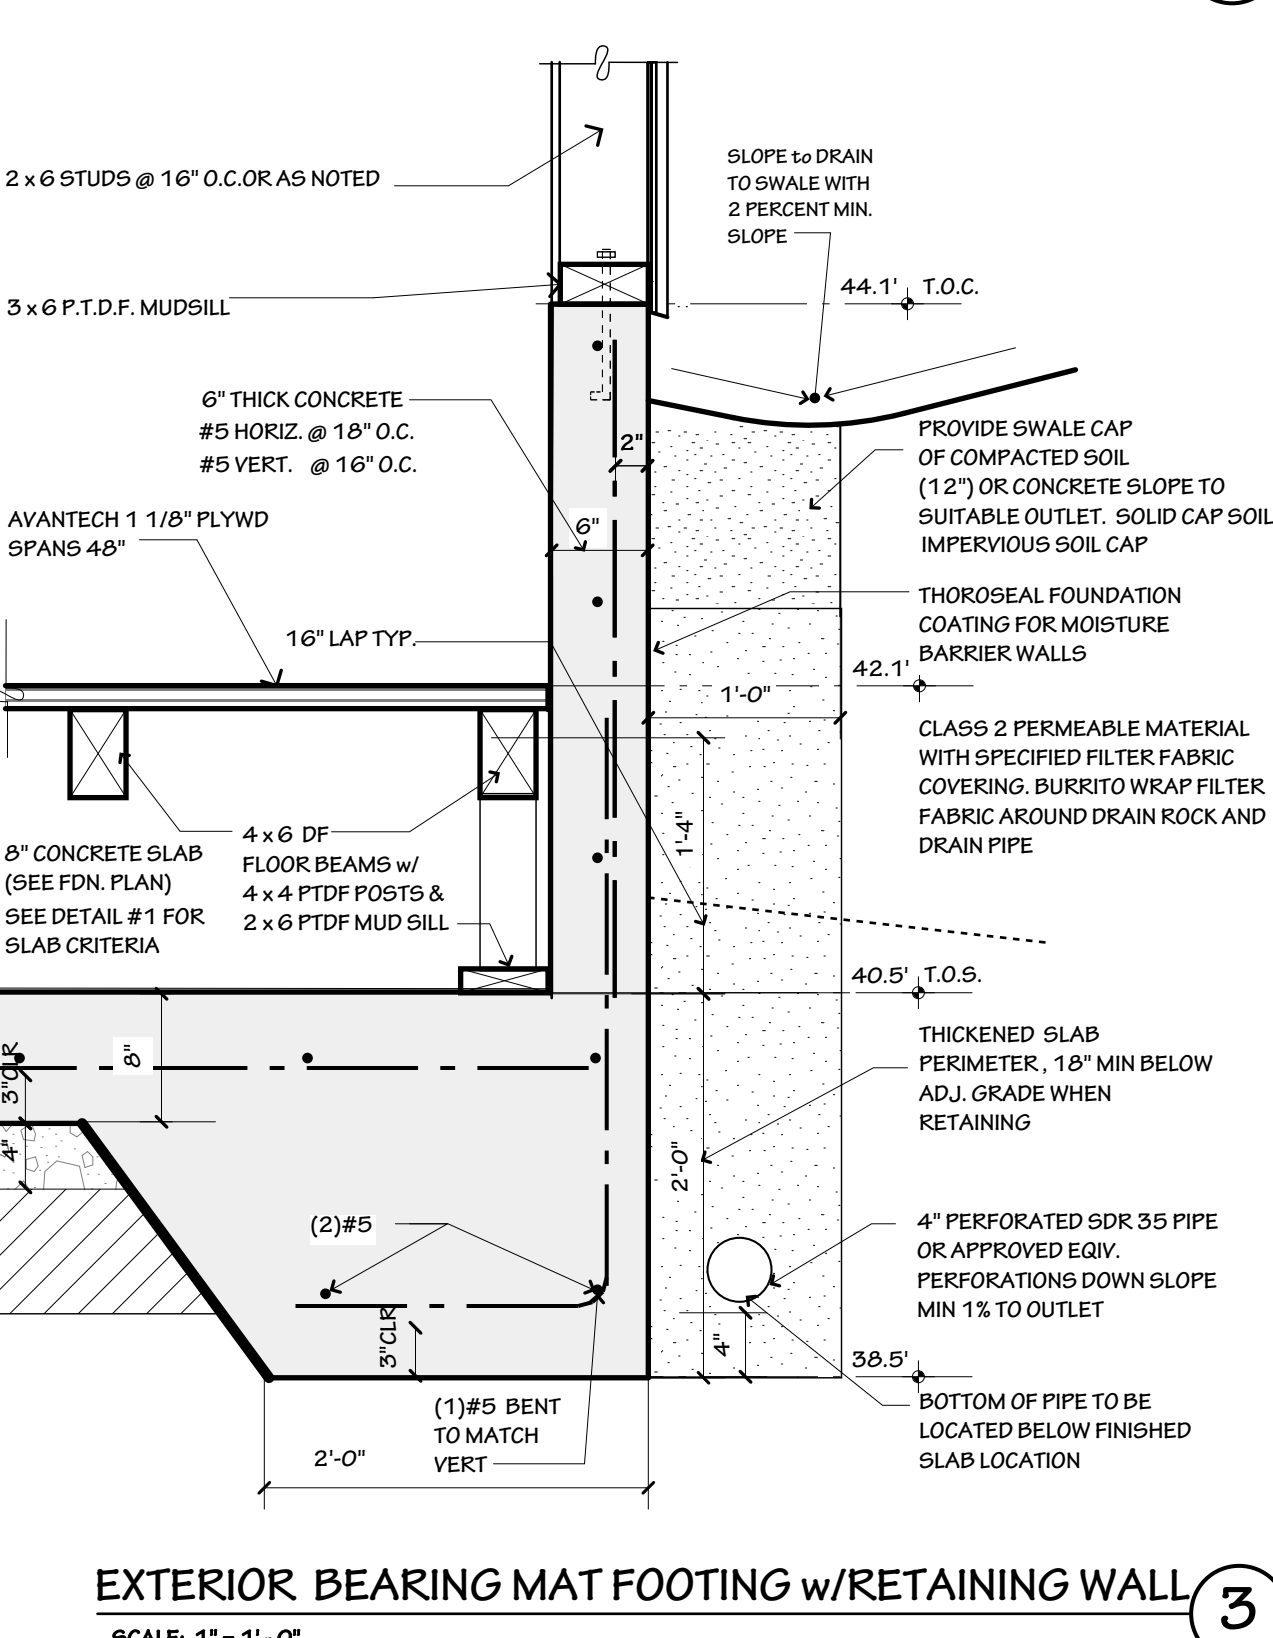 2 x 6 STUDS @ 16" O.C.OR AS NOTED
SLOPE to DRAIN
TO SWALE WITH
2 PERCENT MIN.
SLOPE
44.1' T.O.C.
3 x 6 P.T.D.F. MUDSILL
6" THICK CONCRETE
#5 HORIZ. @ 18" O.C.
#5 VERT. @ 16" O.C.
2"
6"
PROVIDE SWALE CAP
OF COMPACTED SOIL
(12") OR CONCRETE SLOPE TO
SUITABLE OUTLET. SOLID CAP SOIL
IMPERVIOUS SOIL CAP
AVANTECH 1 1/8" PLYWD
SPANS 48"
16" LAP TYP.
THOROSEAL FOUNDATION
COATING FOR MOISTURE
BARRIER WALLS
42.1'
1'-0"
CLASS 2 PERMEABLE MATERIAL
WITH SPECIFIED FILTER FABRIC
COVERING. BURRITO WRAP FILTER
FABRIC AROUND DRAIN ROCK AND
DRAIN PIPE
1'-4"
8" CONCRETE SLAB
(SEE FDN. PLAN)
SEE DETAIL #1 FOR
SLAB CRITERIA
4 x 6 DF
FLOOR BEAMS w/
4 x 4 PTDF POSTS &
2 x 6 PTDF MUD SILL
40.5' T.O.S.
8"
3"CLR
4"
THICKENED SLAB
PERIMETER , 18" MIN BELOW
ADJ. GRADE WHEN
RETAINING
2'-0"
(2)#5
4" PERFORATED SDR 35 PIPE
OR APPROVED EQIV.
PERFORATIONS DOWN SLOPE
MIN 1% TO OUTLET
3"CLR
4"
38.5'
(1)#5 BENT
TO MATCH
VERT
2'-0"
BOTTOM OF PIPE TO BE
LOCATED BELOW FINISHED
SLAB LOCATION
EXTERIOR BEARING MAT FOOTING w/RETAINING WALL
3
SCALE: 1" = 1'-0"